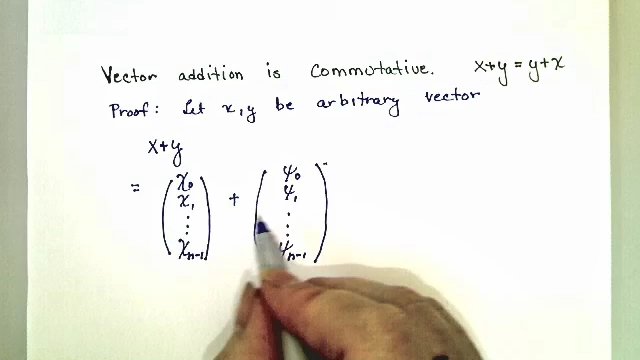 Vector addition is commutative. x+y = y+x
Proof: Let x, y be arbitrary vector
x+y
= (χ0 χ1 ⋮ χn-1) + (ψ0 ψ1 ⋮ ψn-1)